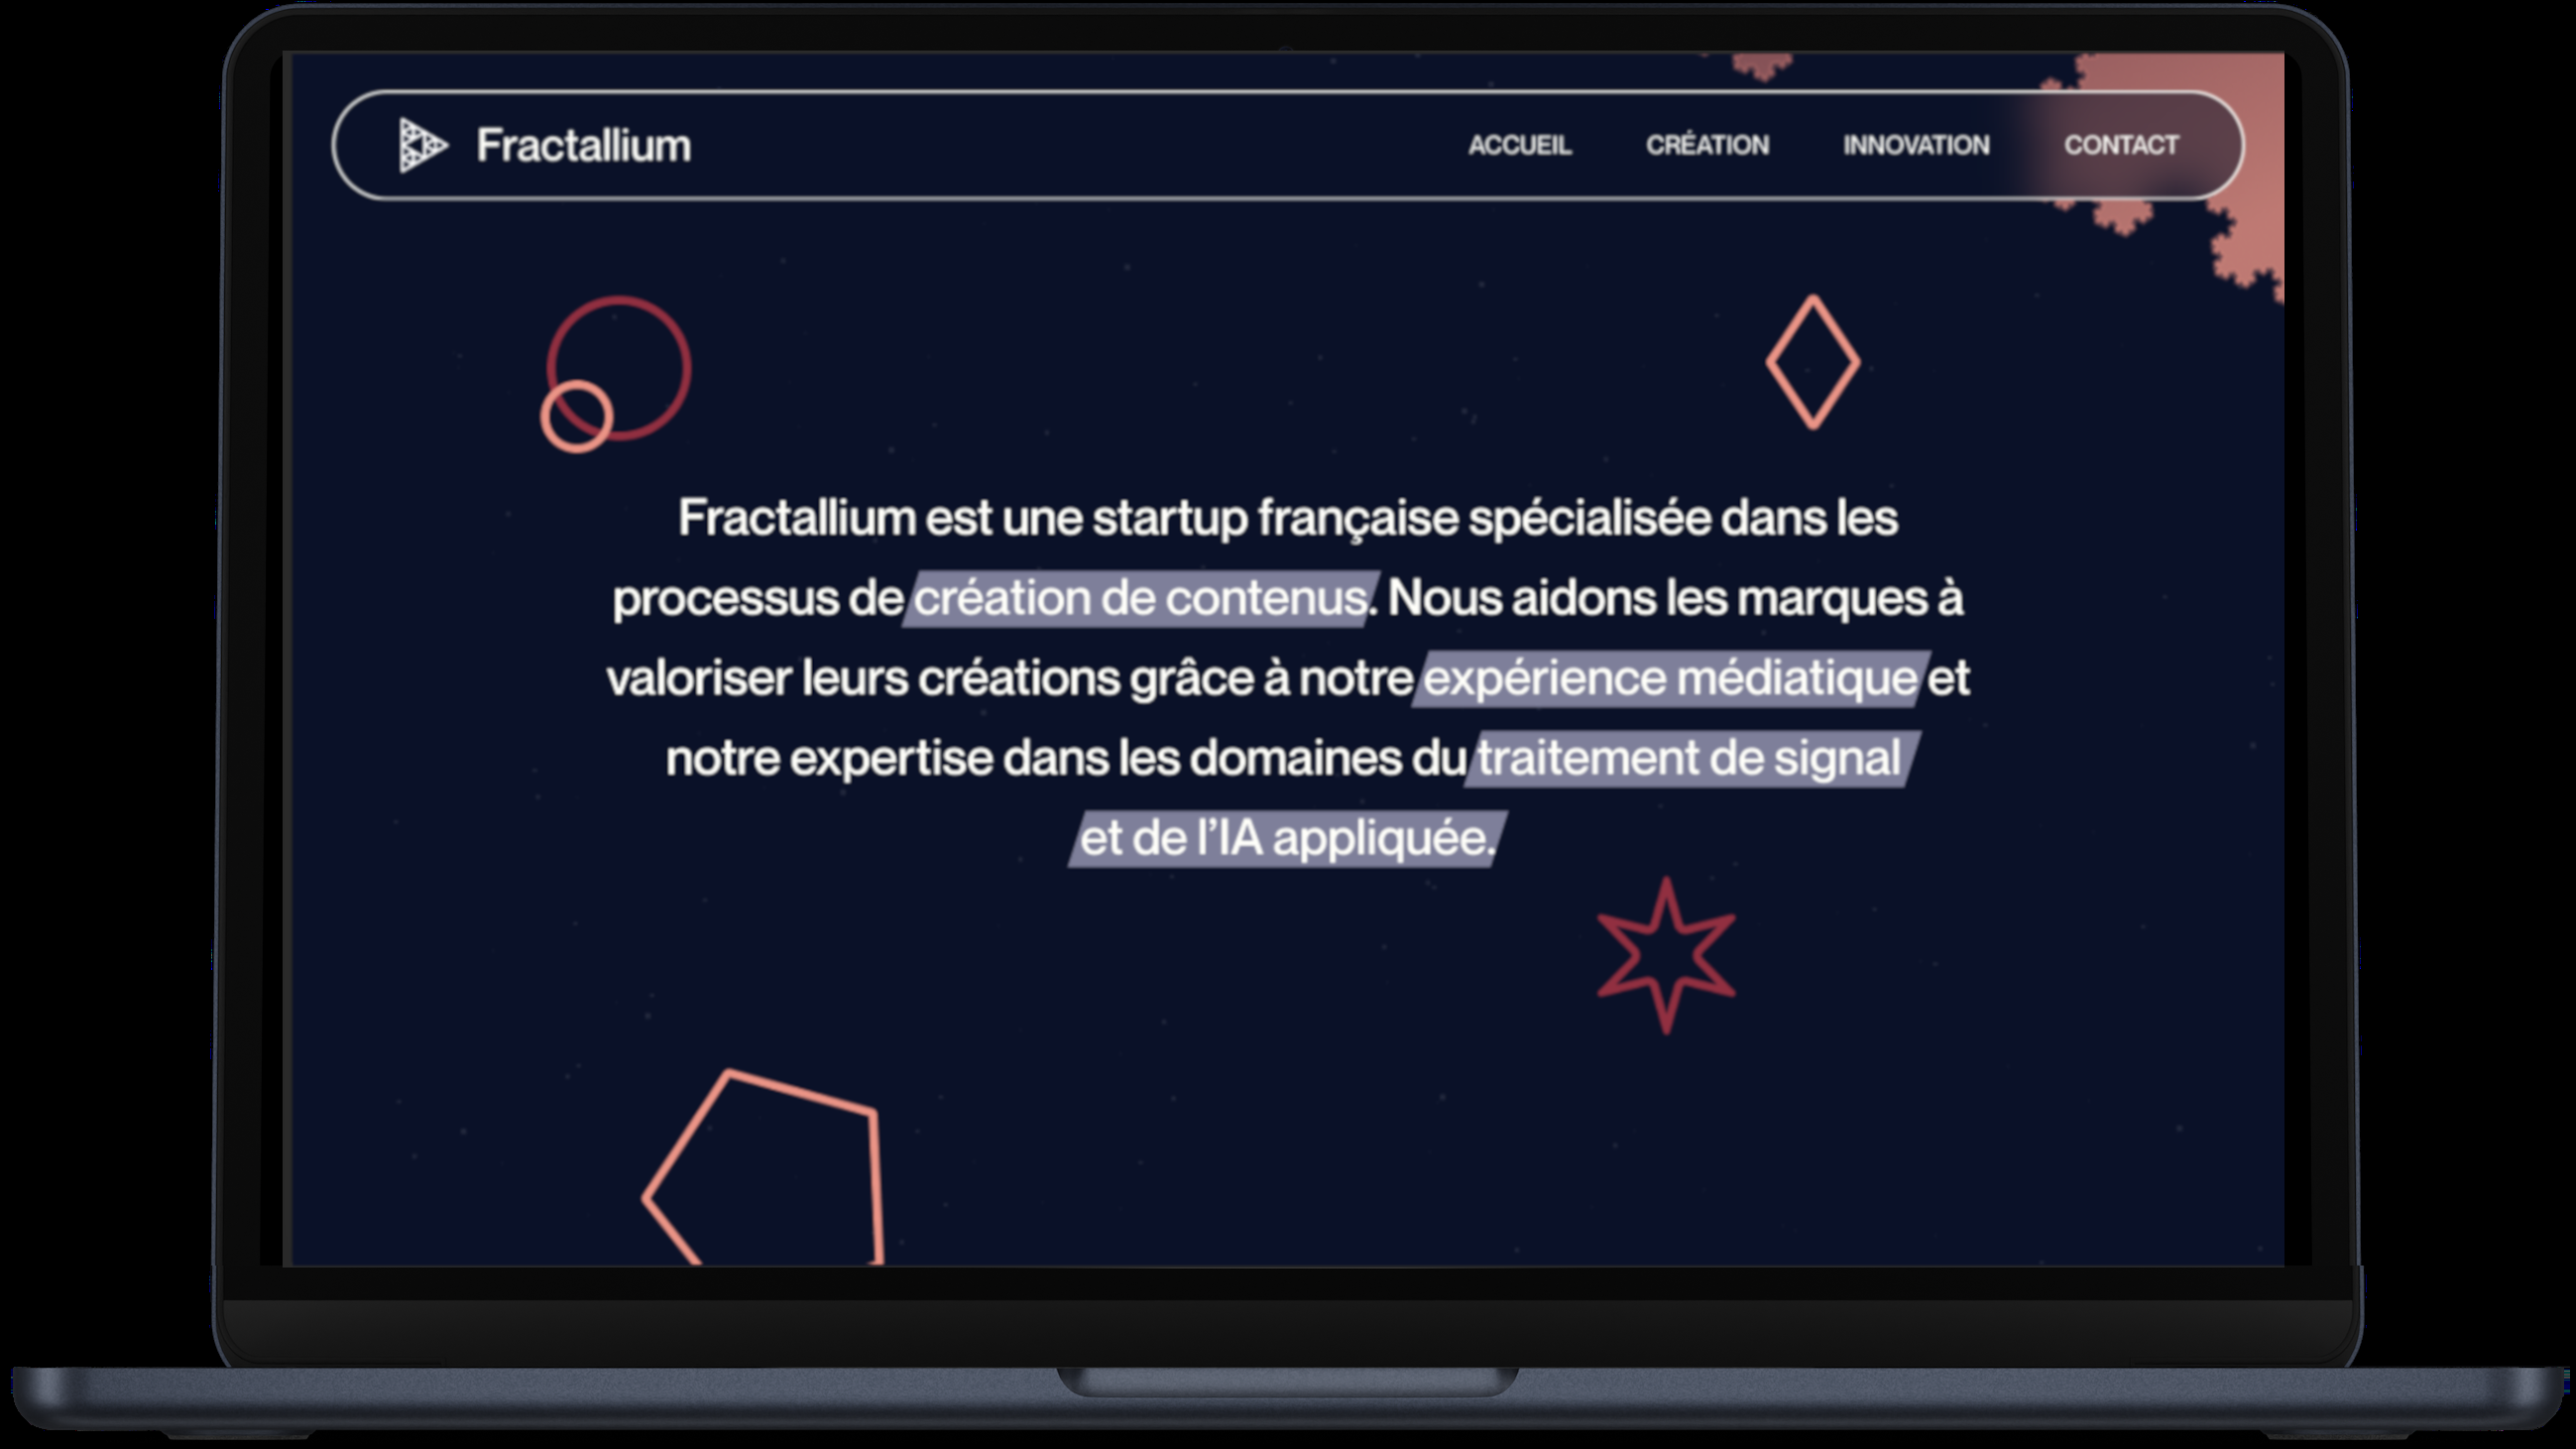 Fractallium
ACCUEIL CRÉATION INNOVATION CONTACT
Fractallium est une startup française spécialisée dans les
processus de création de contenus. Nous aidons les marques à
valoriser leurs créations grâce à notre expérience médiatique et
notre expertise dans les domaines du traitement de signal
et de l’IA appliquée.